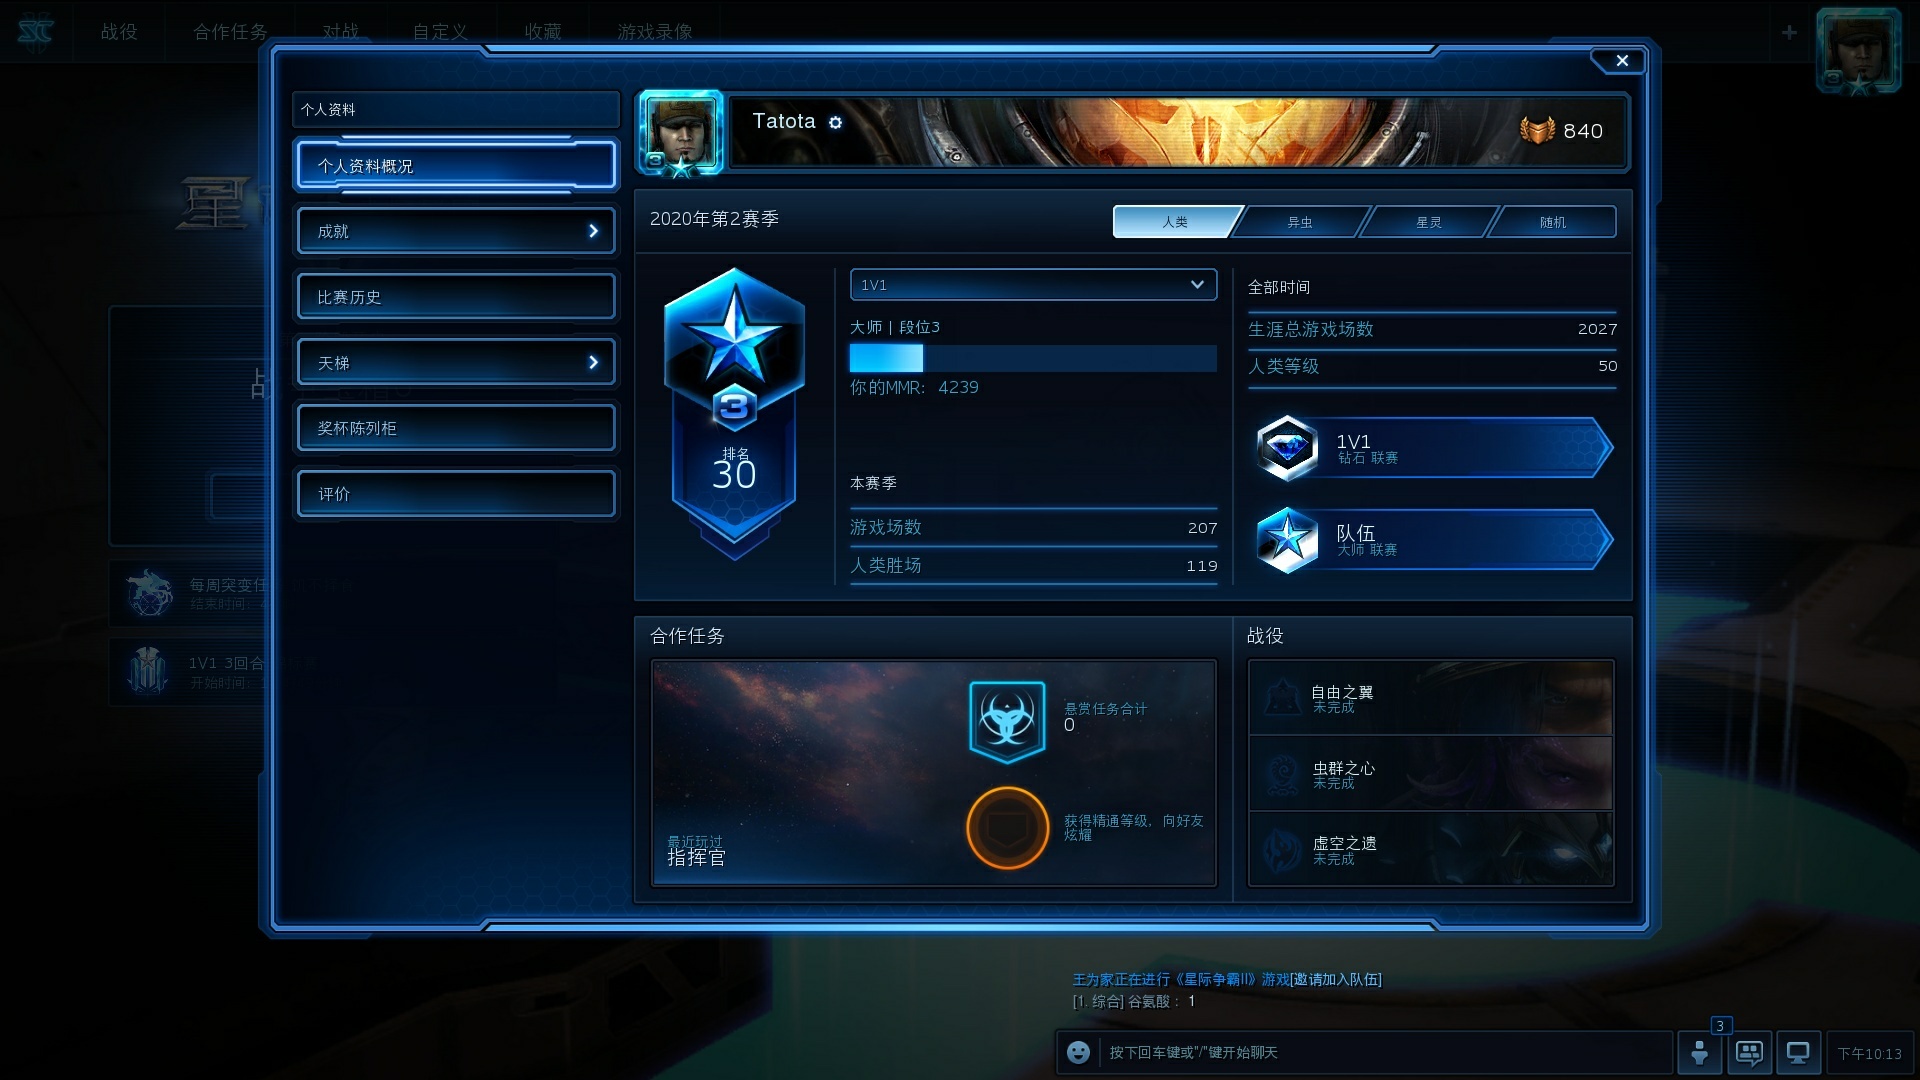 战役
合作任务
对战
自定义
收藏
游戏录像
个人资料
个人资料概况
成就
比赛历史
天梯
奖杯陈列柜
评价
Tatota
840
2020年第2赛季
人类
异虫
星灵
随机
3
排名
30
1V1
大师 | 段位3
你的MMR: 4239
本赛季
游戏场数 207
人类胜场 119
全部时间
生涯总游戏场数 2027
人类等级 50
1V1
钻石 联赛
队伍
大师 联赛
合作任务
悬赏任务合计
0
获得精通等级，向好友
炫耀
最近玩过
指挥官
战役
自由之翼
未完成
虫群之心
未完成
虚空之遗
未完成
星
每周突变任
结束时间:
1V1 3回合
开始时间:
王为家正在进行《星际争霸II》游戏[邀请加入队伍]
[1. 综合] 谷氨酸： 1
按下回车键或"/"键开始聊天
3
下午10:13